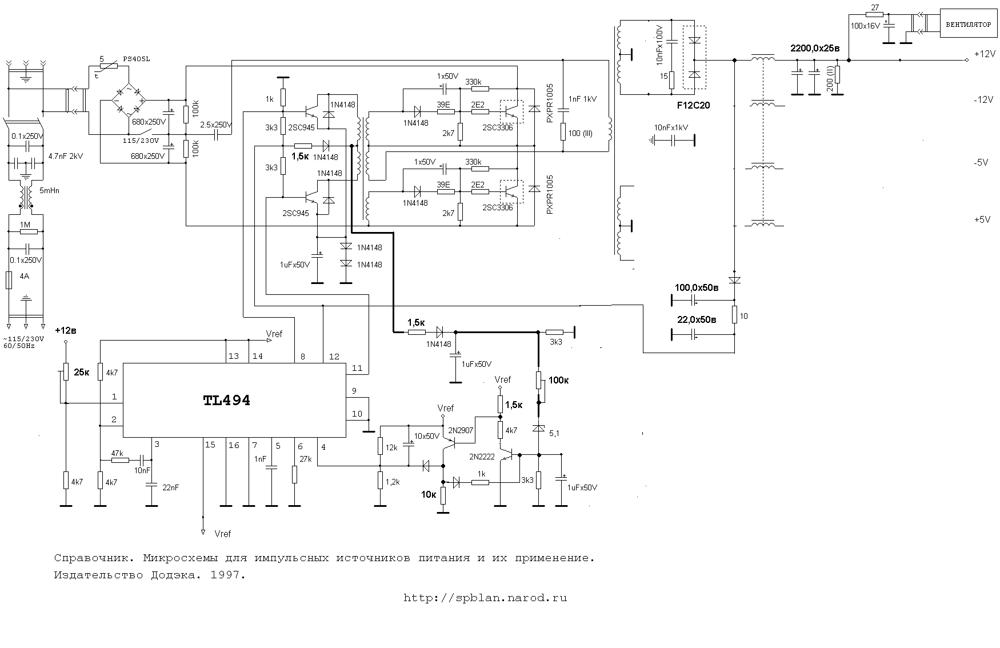 27
100x16V
ВЕНТИЛЯТОР
2200,0x25в
+12V
200 (II)
10nFx100V
15
F12C20
-12V
10nFx1kV
-5V
+5V
5
PS405L
t
~
~
-
+
680x250V
100k
115/230V
680x250V
100k
2.5x250V
0.1x250V
4.7nF 2kV
5mHn
1M
0.1x250V
4A
~115/230V
60/50Hz
1k
1N4148
3k3
2SC945
1,5к
1N4148
3k3
1N4148
2SC945
1uFx50V
1N4148
1N4148
1x50V
330k
39E
2E2
1N4148
2k7
2SC3306
PXPR1005
1nF 1kV
100 (III)
1x50V
330k
39E
2E2
1N4148
2k7
2SC3306
PXPR1005
100,0x50в
10
22,0x50в
+12в
25к
4k7
4k7
4k7
Vref
13
14
8
12
11
1
2
9
10
TL494
3
15
16
7
5
6
4
47k
10nF
22nF
1nF
27k
Vref
1,5к
1N4148
3k3
1uFx50V
100к
Vref
1,5к
Vref
2N2907
4k7
5,1
12k
10x50V
2N2222
1,2k
1k
10к
3k3
1uFx50V
Справочник. Микросхемы для импульсных источников питания и их применение.
Издательство Додэка. 1997.
http://spblan.narod.ru